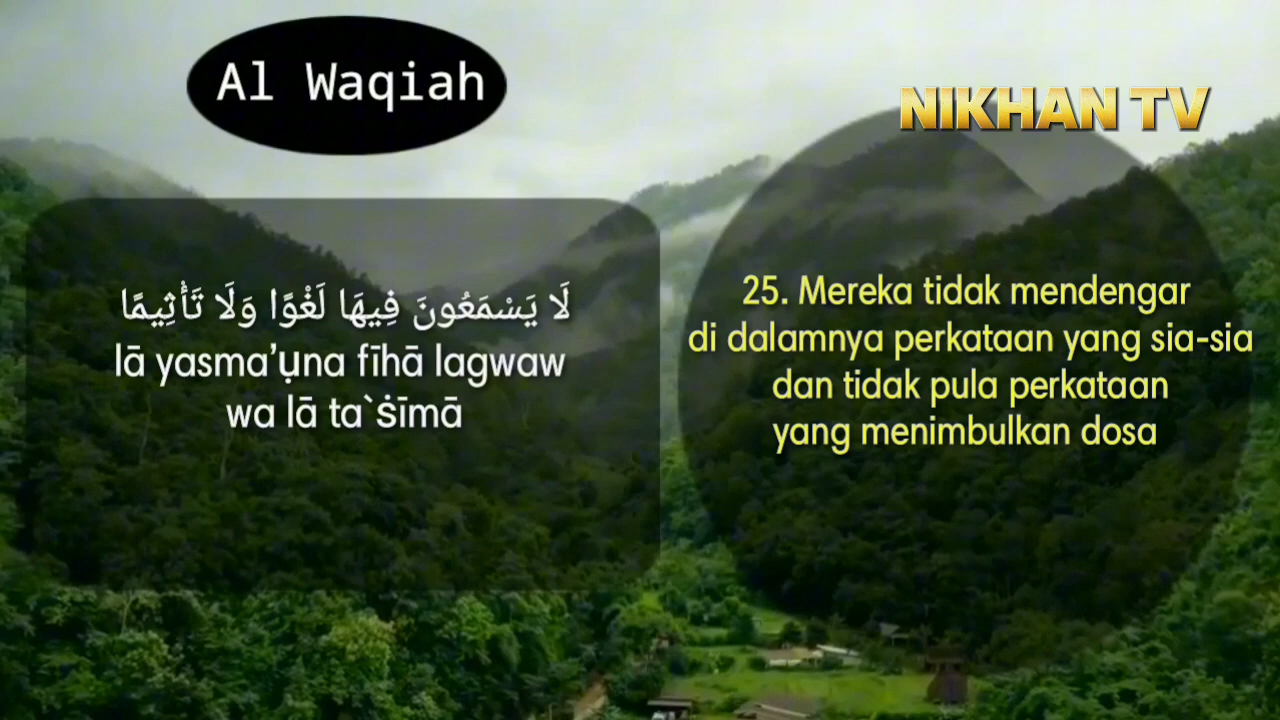 Al Waqiah
NIKHAN TV
لَا يَسْمَعُونَ فِيهَا لَغْوًا وَلَا تَأْثِيمًا
lā yasma’ụna fīhā lagwaw
wa lā ta`ṡīmā
25. Mereka tidak mendengar
di dalamnya perkataan yang sia-sia
dan tidak pula perkataan
yang menimbulkan dosa